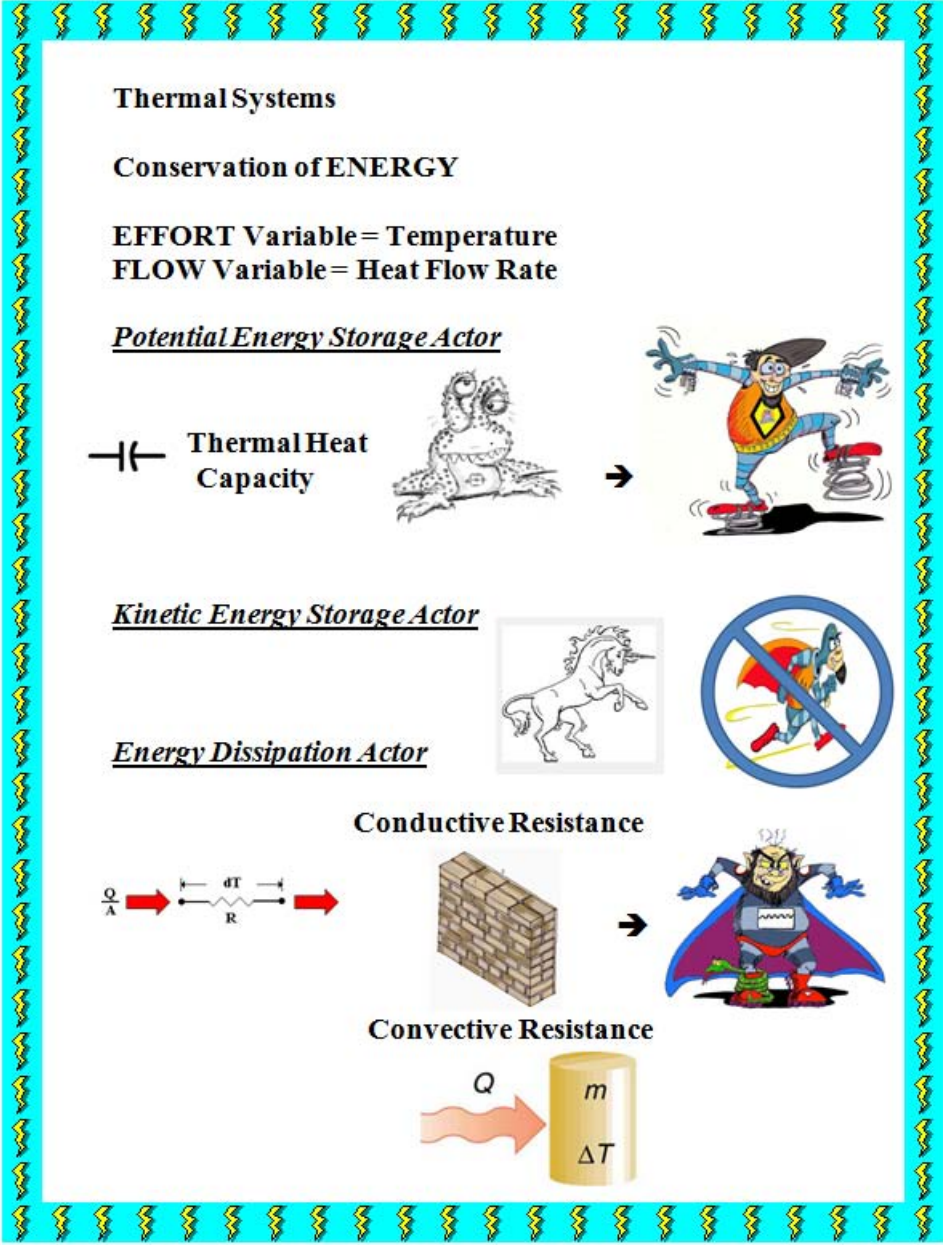 Thermal Systems
Conservation of ENERGY
EFFORT Variable = Temperature
FLOW Variable = Heat Flow Rate
Potential Energy Storage Actor
Thermal Heat
Capacity
Kinetic Energy Storage Actor
Energy Dissipation Actor
Conductive Resistance
Q
A
dT
R
Convective Resistance
Q
m
ΔT